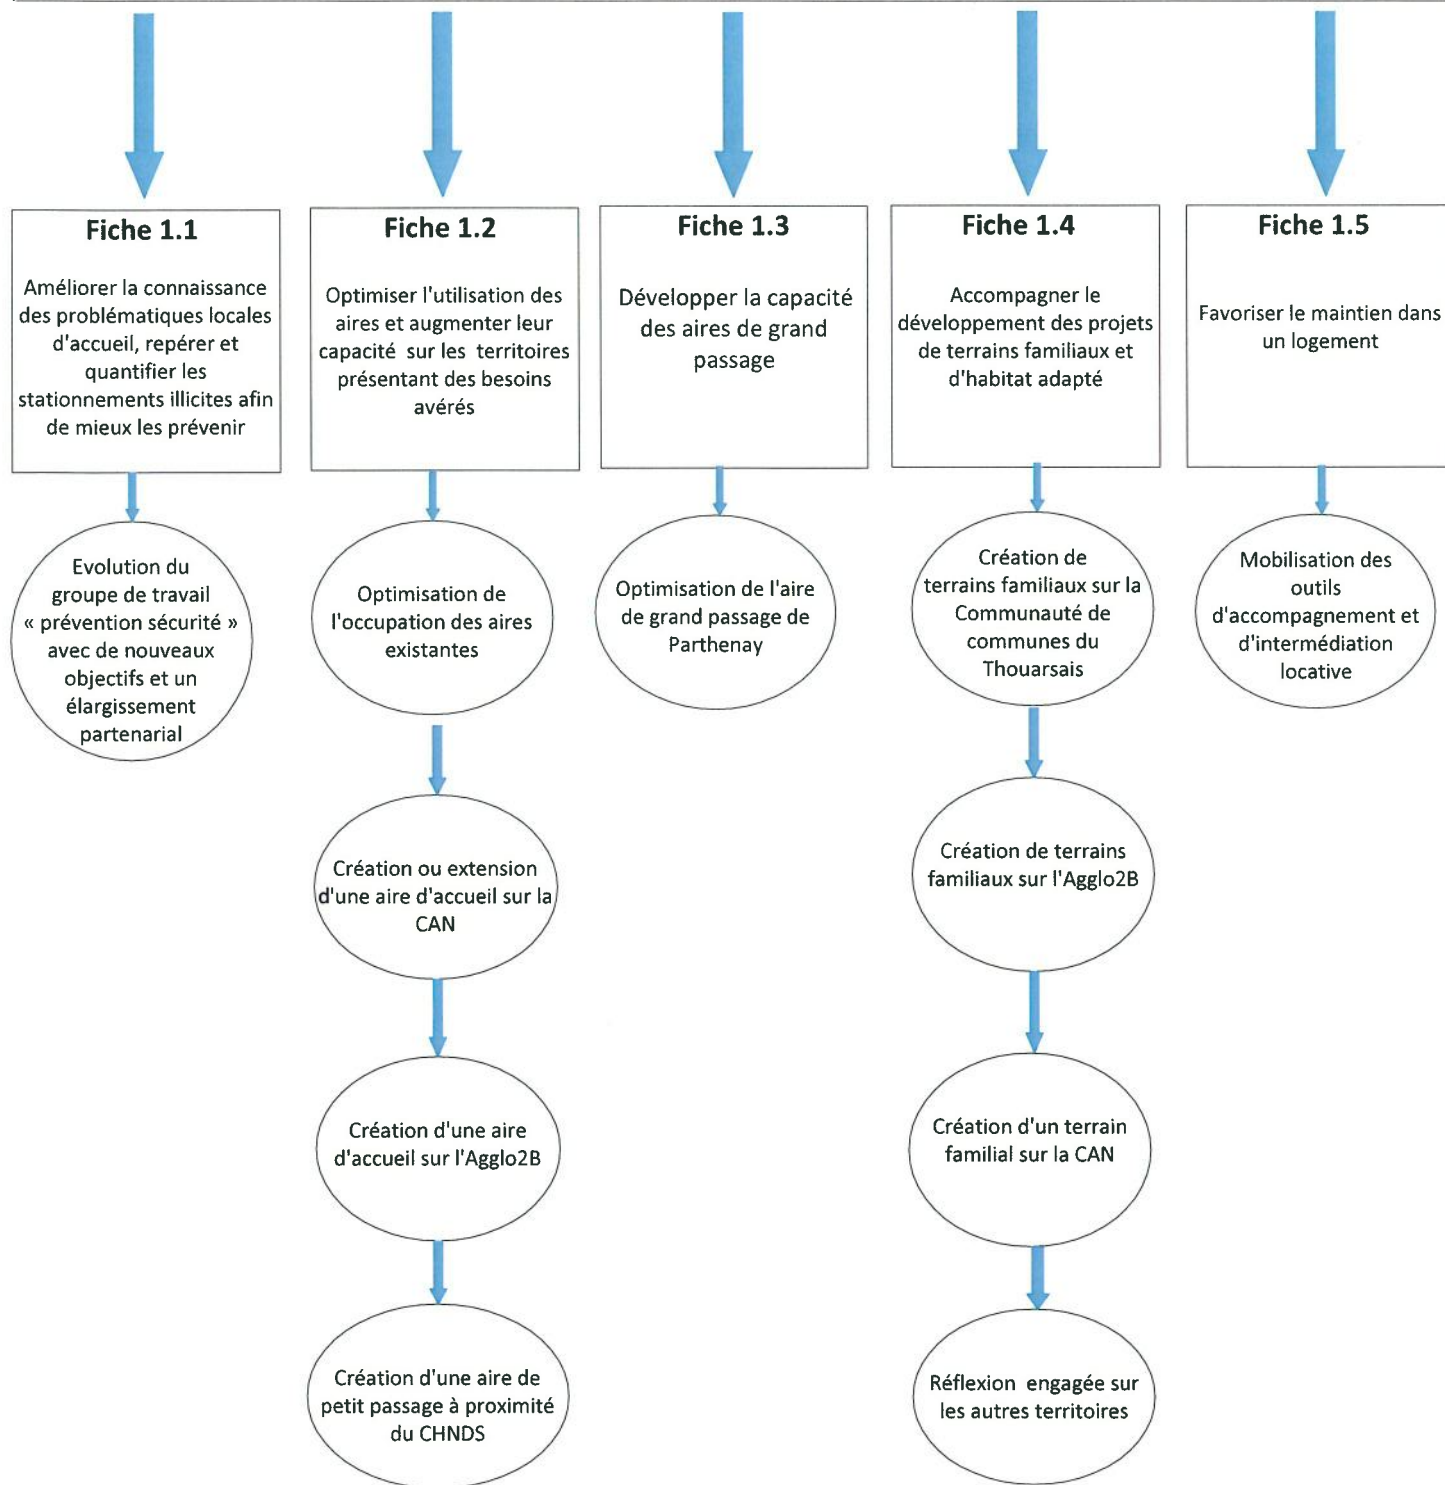 Fiche 1.1
Améliorer la connaissance
des problématiques locales
d'accueil, repérer et
quantifier les
stationnements illicites afin
de mieux les prévenir
Evolution du
groupe de travail
« prévention sécurité »
avec de nouveaux
objectifs et un
élargissement
partenarial
Fiche 1.2
Optimiser l'utilisation des
aires et augmenter leur
capacité sur les territoires
présentant des besoins
avérés
Optimisation de
l'occupation des aires
existantes
Création ou extension
d'une aire d'accueil sur la
CAN
Création d'une aire
d'accueil sur l'Agglo2B
Création d'une aire de
petit passage à proximité
du CHNDS
Fiche 1.3
Développer la capacité
des aires de grand
passage
Optimisation de l'aire
de grand passage de
Parthenay
Fiche 1.4
Accompagner le
développement des projets
de terrains familiaux et
d'habitat adapté
Création de
terrains familiaux sur la
Communauté de
communes du
Thouarsais
Création de terrains
familiaux sur l'Agglo2B
Création d'un terrain
familial sur la CAN
Réflexion engagée sur
les autres territoires
Fiche 1.5
Favoriser le maintien dans
un logement
Mobilisation des
outils
d'accompagnement et
d'intermédiation
locative